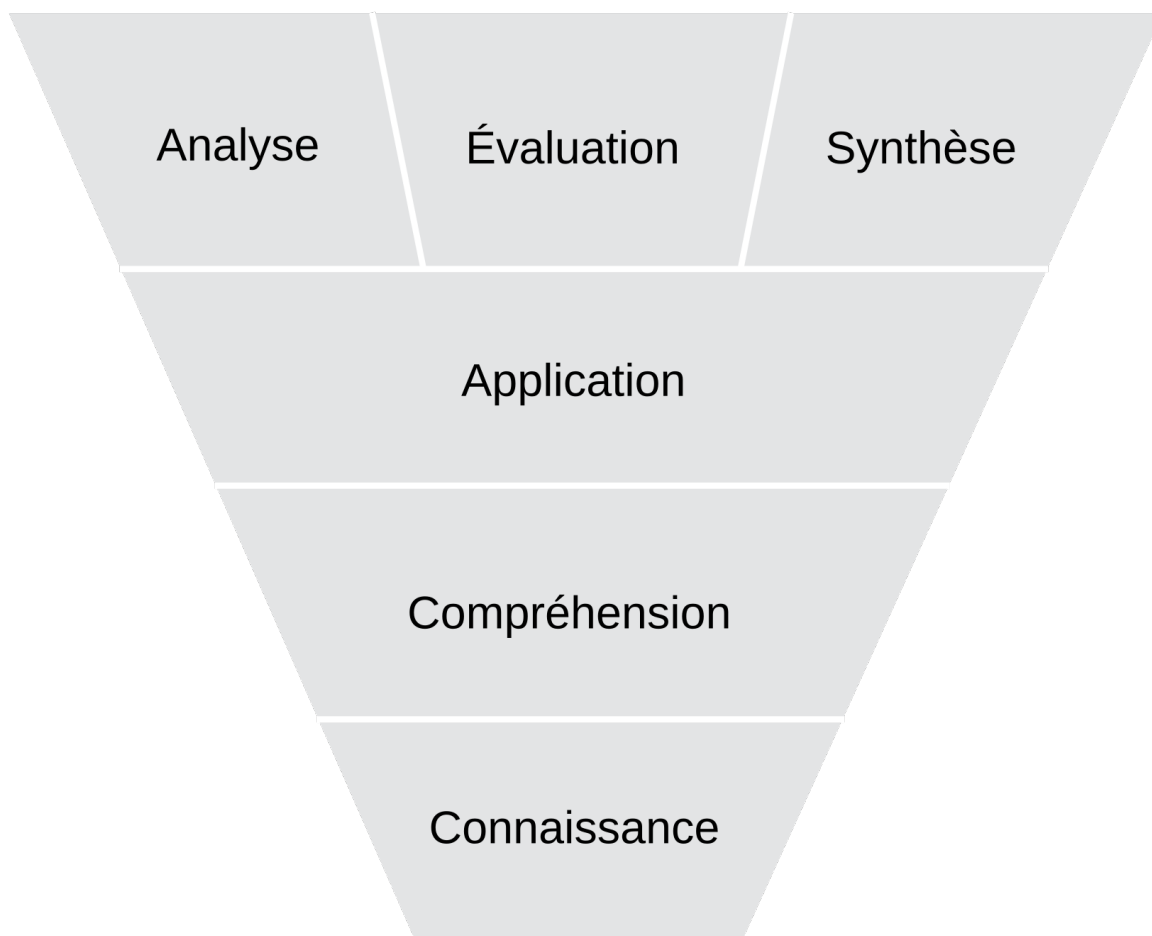 Analyse
Évaluation
Synthèse
Application
Compréhension
Connaissance